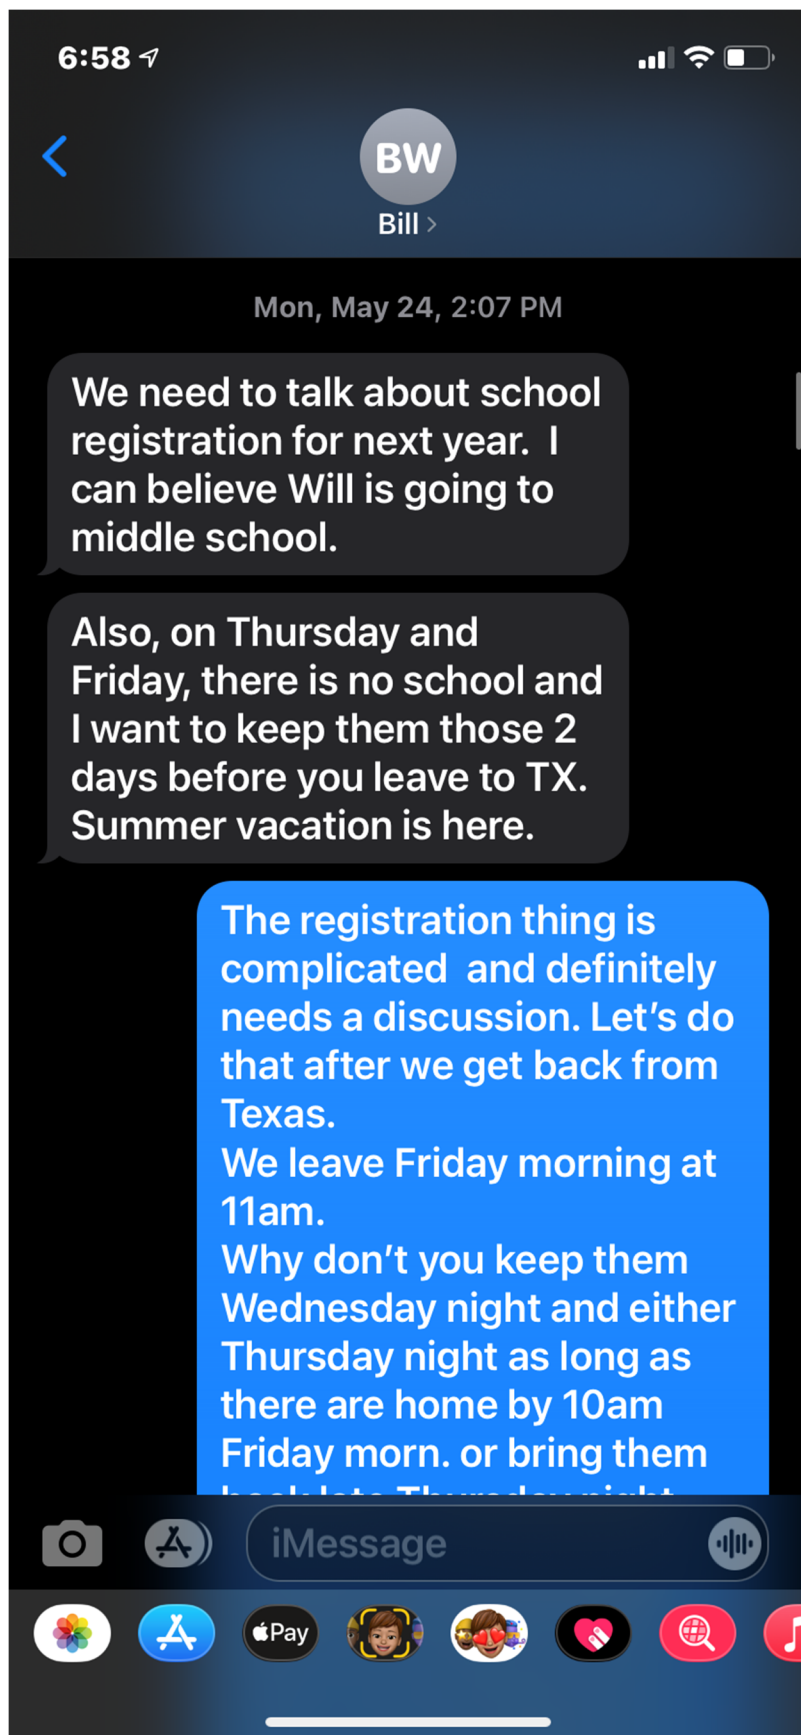 6:58
BW
Bill
Mon, May 24, 2:07 PM
We need to talk about school
registration for next year.  I
can believe Will is going to
middle school.
Also, on Thursday and
Friday, there is no school and
I want to keep them those 2
days before you leave to TX.
Summer vacation is here.
The registration thing is
complicated  and definitely
needs a discussion. Let's do
that after we get back from
Texas.
We leave Friday morning at
11am.
Why don't you keep them
Wednesday night and either
Thursday night as long as
there are home by 10am
Friday morn. or bring them
back late Thursday night
iMessage
Pay